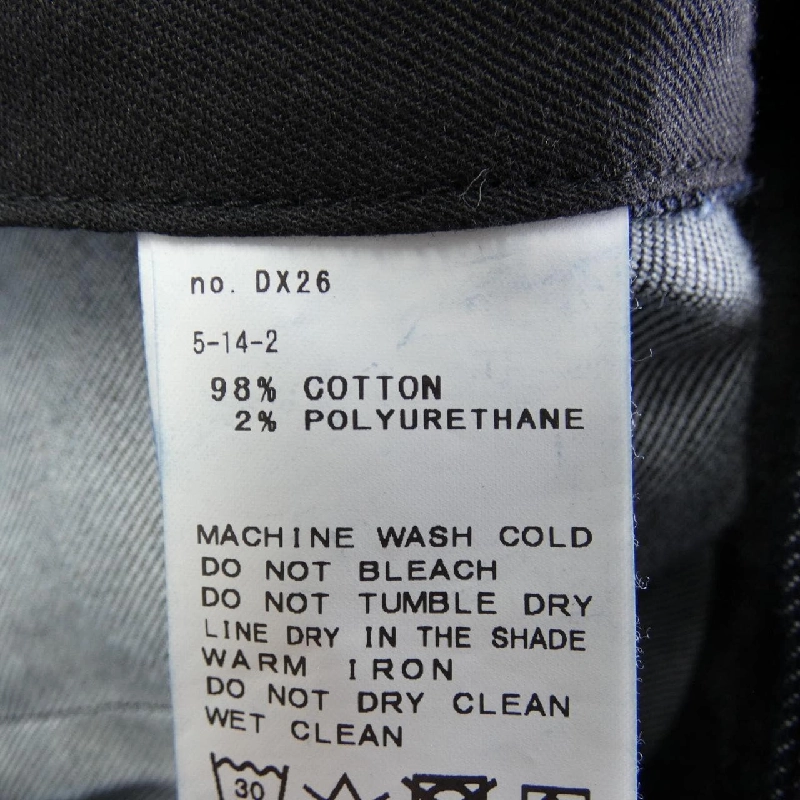 no. DX26
5-14-2
98% COTTON
2% POLYURETHANE
MACHINE WASH COLD
DO NOT BLEACH
DO NOT TUMBLE DRY
LINE DRY IN THE SHADE
WARM IRON
DO NOT DRY CLEAN
WET CLEAN
30